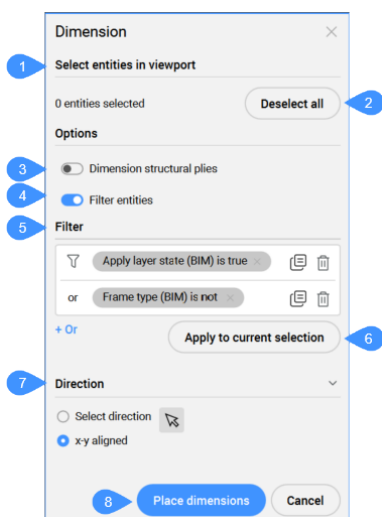 Dimension
1 Select entities in viewport
0 entities selected Deselect all 2
Options
3 Dimension structural plies
4 Filter entities
5 Filter
Apply layer state (BIM) is true
or Frame type (BIM) is not
+ Or Apply to current selection 6
7 Direction
Select direction
x-y aligned
8 Place dimensions Cancel